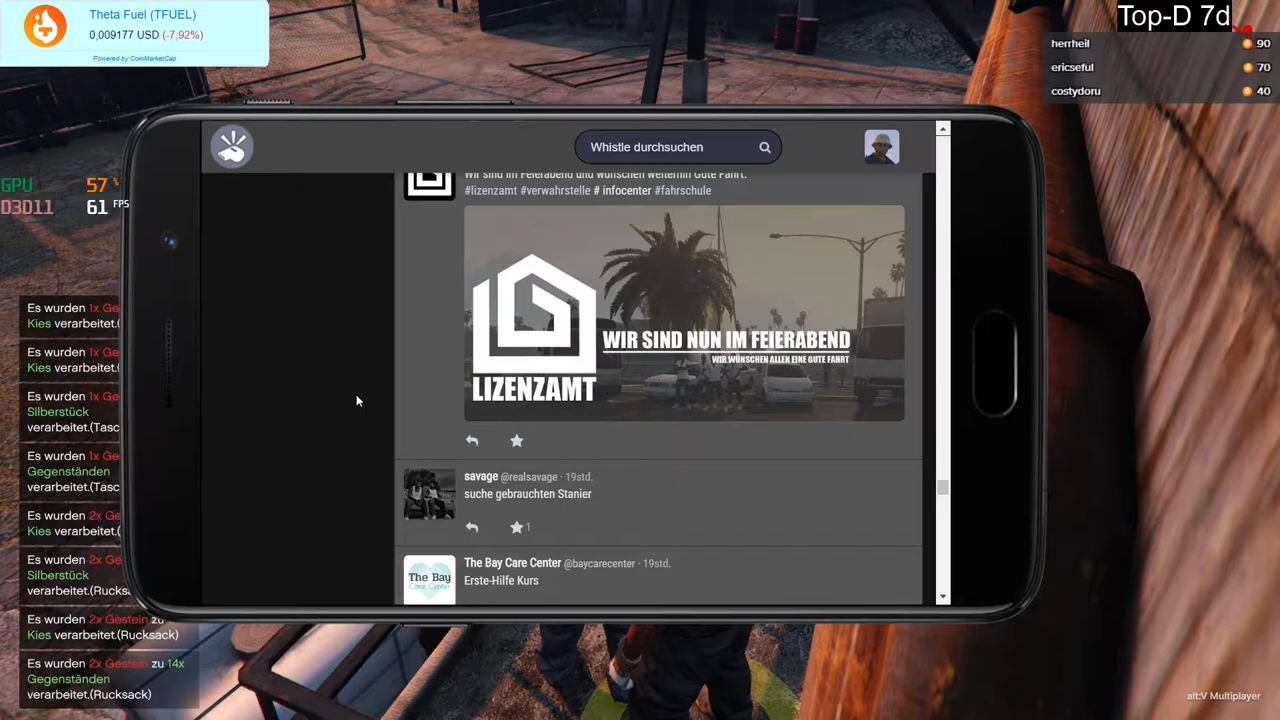 Theta Fuel (TFUEL)
0,009177 USD (-7,92%)
Powered by CoinMarketCap
Top-D 7d
herrheil 90
ericseful 70
costydoru 40
GPU 57 %
D3D11 61 FPS
Whistle durchsuchen
Wir sind im Feierabend und wünschen weiterhin Gute Fahrt.
#lizenzamt #verwahrstelle # infocenter #fahrschule
WIR SIND NUN IM FEIERABEND
WIR WÜNSCHEN ALLEN EINE GUTE FAHRT
LIZENZAMT
savage @realsavage · 19std.
suche gebrauchten Stanier
1
The Bay Care Center @baycarecenter · 19std.
Erste-Hilfe Kurs
The Bay
Care Center
Es wurden 1x Ge
Kies verarbeitet.(
Es wurden 1x Ge
Kies verarbeitet.(
Es wurden 1x Ge
Silberstück
verarbeitet.(Tasc
Es wurden 1x Ge
Gegenständen
verarbeitet.(Tasc
Es wurden 2x Ge
Kies verarbeitet.(
Es wurden 2x Ge
Silberstück
verarbeitet.(Rucksa
Es wurden 2x Gestein zu
Kies verarbeitet.(Rucksack)
Es wurden 2x Gestein zu 14x
Gegenständen
verarbeitet.(Rucksack)
alt:V Multiplayer